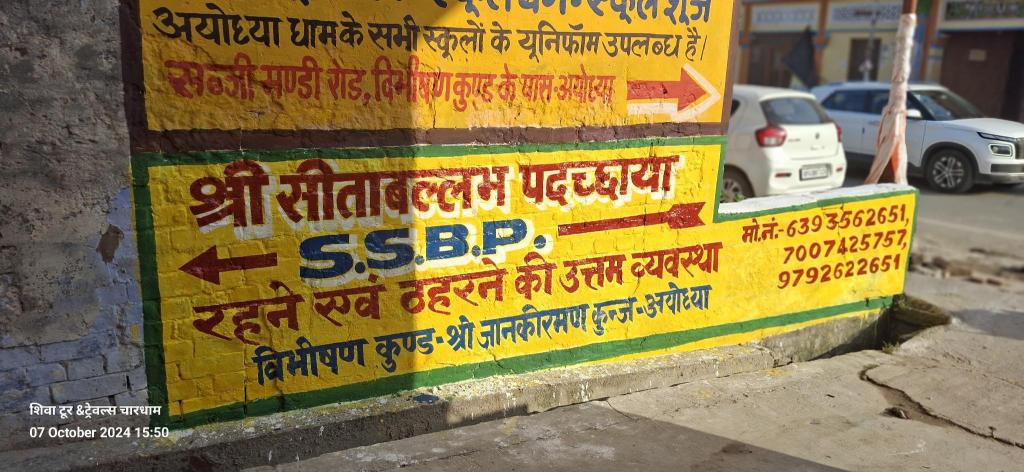 अयोध्या धाम के सभी स्कूलों के यूनिफॉम उपलब्ध है।
सब्जी मण्डी रोड, विभीषण कुण्ड के पास-अयोध्या
श्री सीताबल्लभ पदच्छाया
S.S.B.P.
रहने एवं ठहरने की उत्तम व्यवस्था
विभीषण कुण्ड-श्री जानकीरमण कुन्ज-अयोध्या
मो.नं.-6393562651,
7007425757,
9792622651
शिवा टूर &ट्रेवल्स चारधाम
07 October 2024 15:50